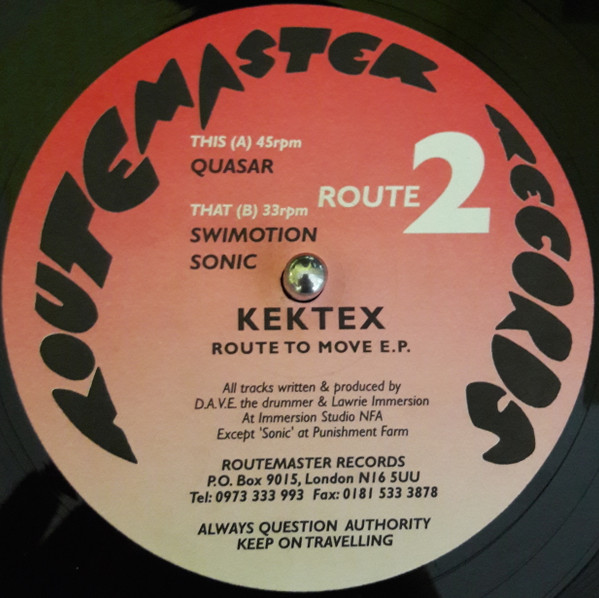 ROUTEMASTER RECORDS
THIS (A) 45rpm
QUASAR
ROUTE 2
THAT (B) 33rpm
SWIMOTION
SONIC
KEKTEX
ROUTE TO MOVE E.P.
All tracks written & produced by
D.A.V.E. the drummer & Lawrie Immersion
At Immersion Studio NFA
Except 'Sonic' at Punishment Farm
ROUTEMASTER RECORDS
P.O. Box 9015, London N16 5UU
Tel: 0973 333 993 Fax: 0181 533 3878
ALWAYS QUESTION AUTHORITY
KEEP ON TRAVELLING